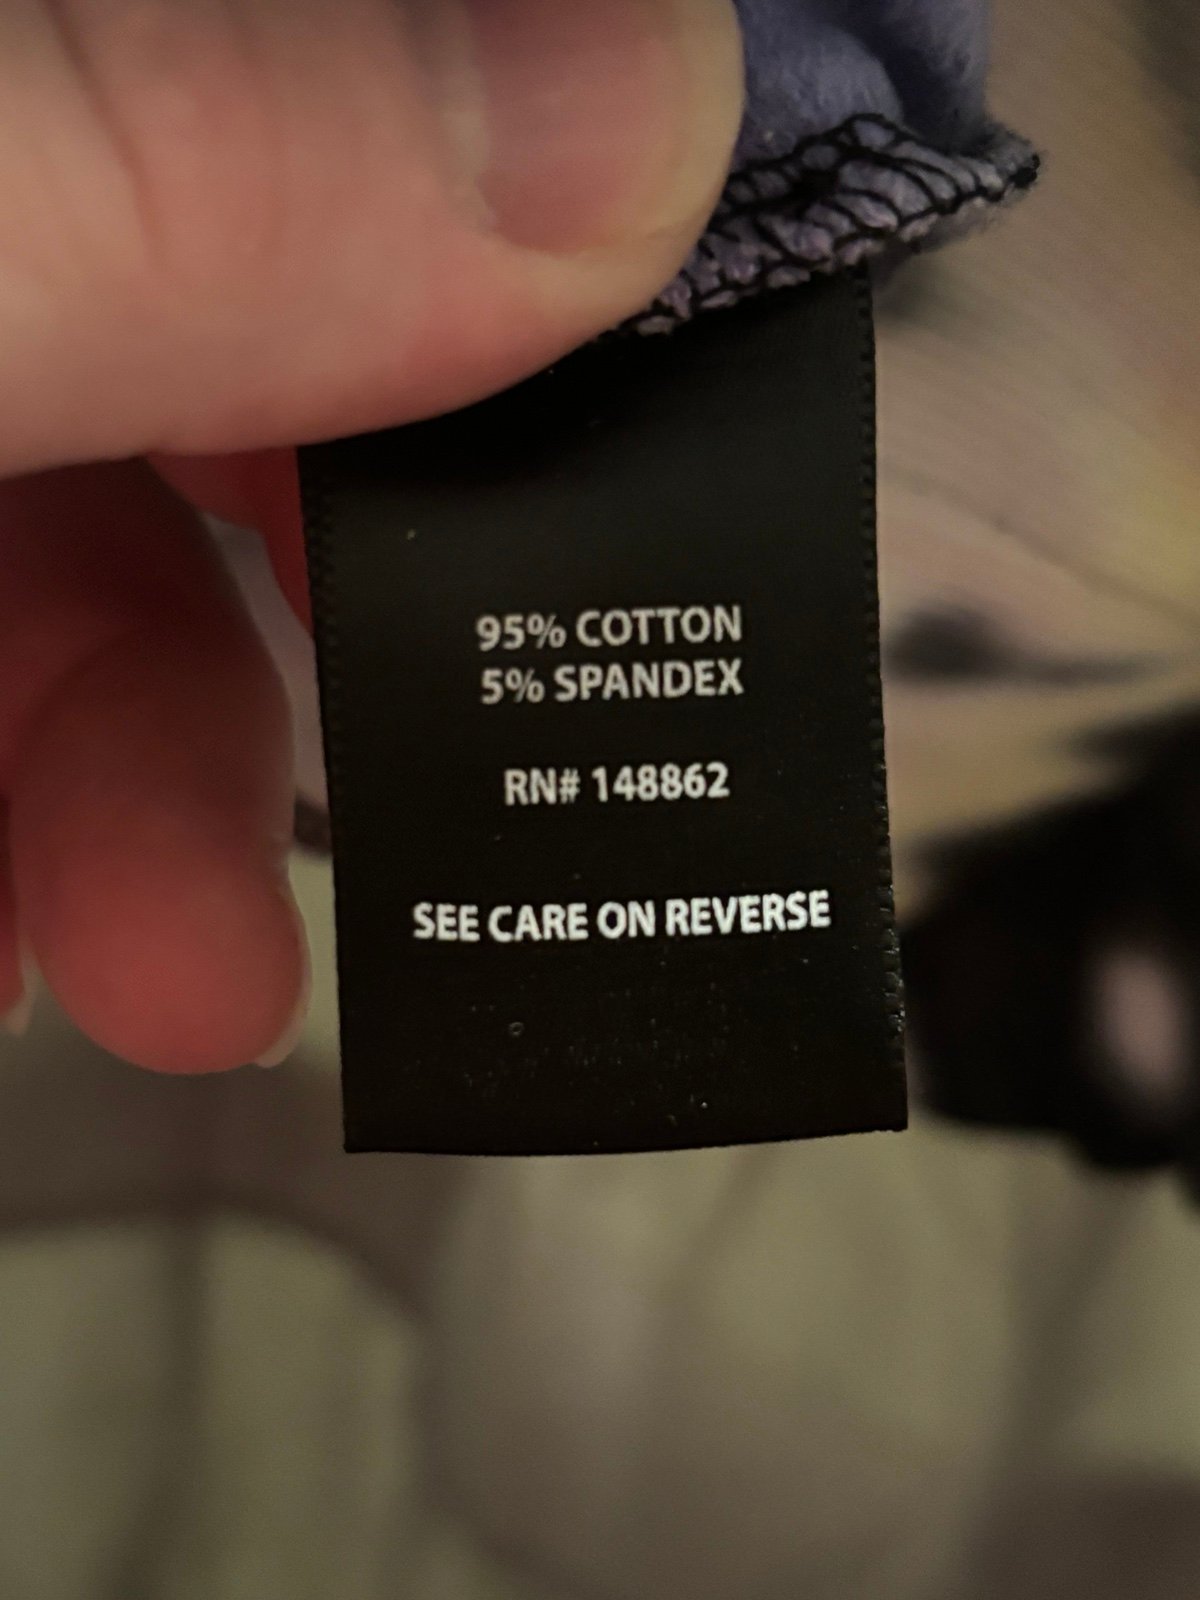 95% COTTON
5% SPANDEX
RN# 148862
SEE CARE ON REVERSE